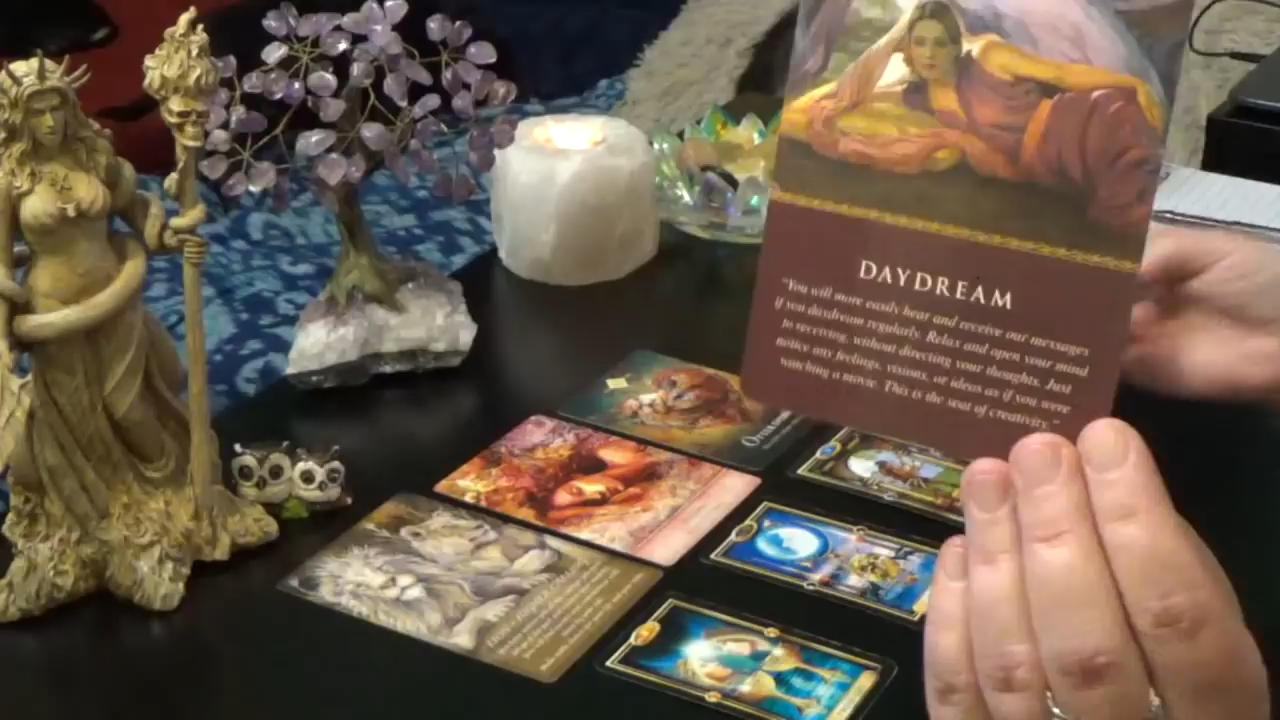 DAYDREAM
"You will more easily hear and receive our messages
if you daydream regularly. Relax and open your mind
to receiving, without directing your thoughts. Just
notice any feelings, visions, or ideas as if you were
watching a movie. This is the seat of creativity."